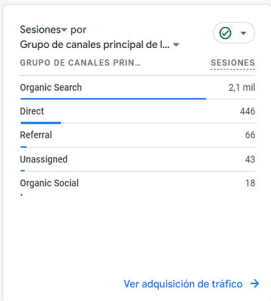 Sesiones por
Grupo de canales principal de l...
GRUPO DE CANALES PRIN... SESIONES
Organic Search 2,1 mil
Direct 446
Referral 66
Unassigned 43
Organic Social 18
Ver adquisición de tráfico →